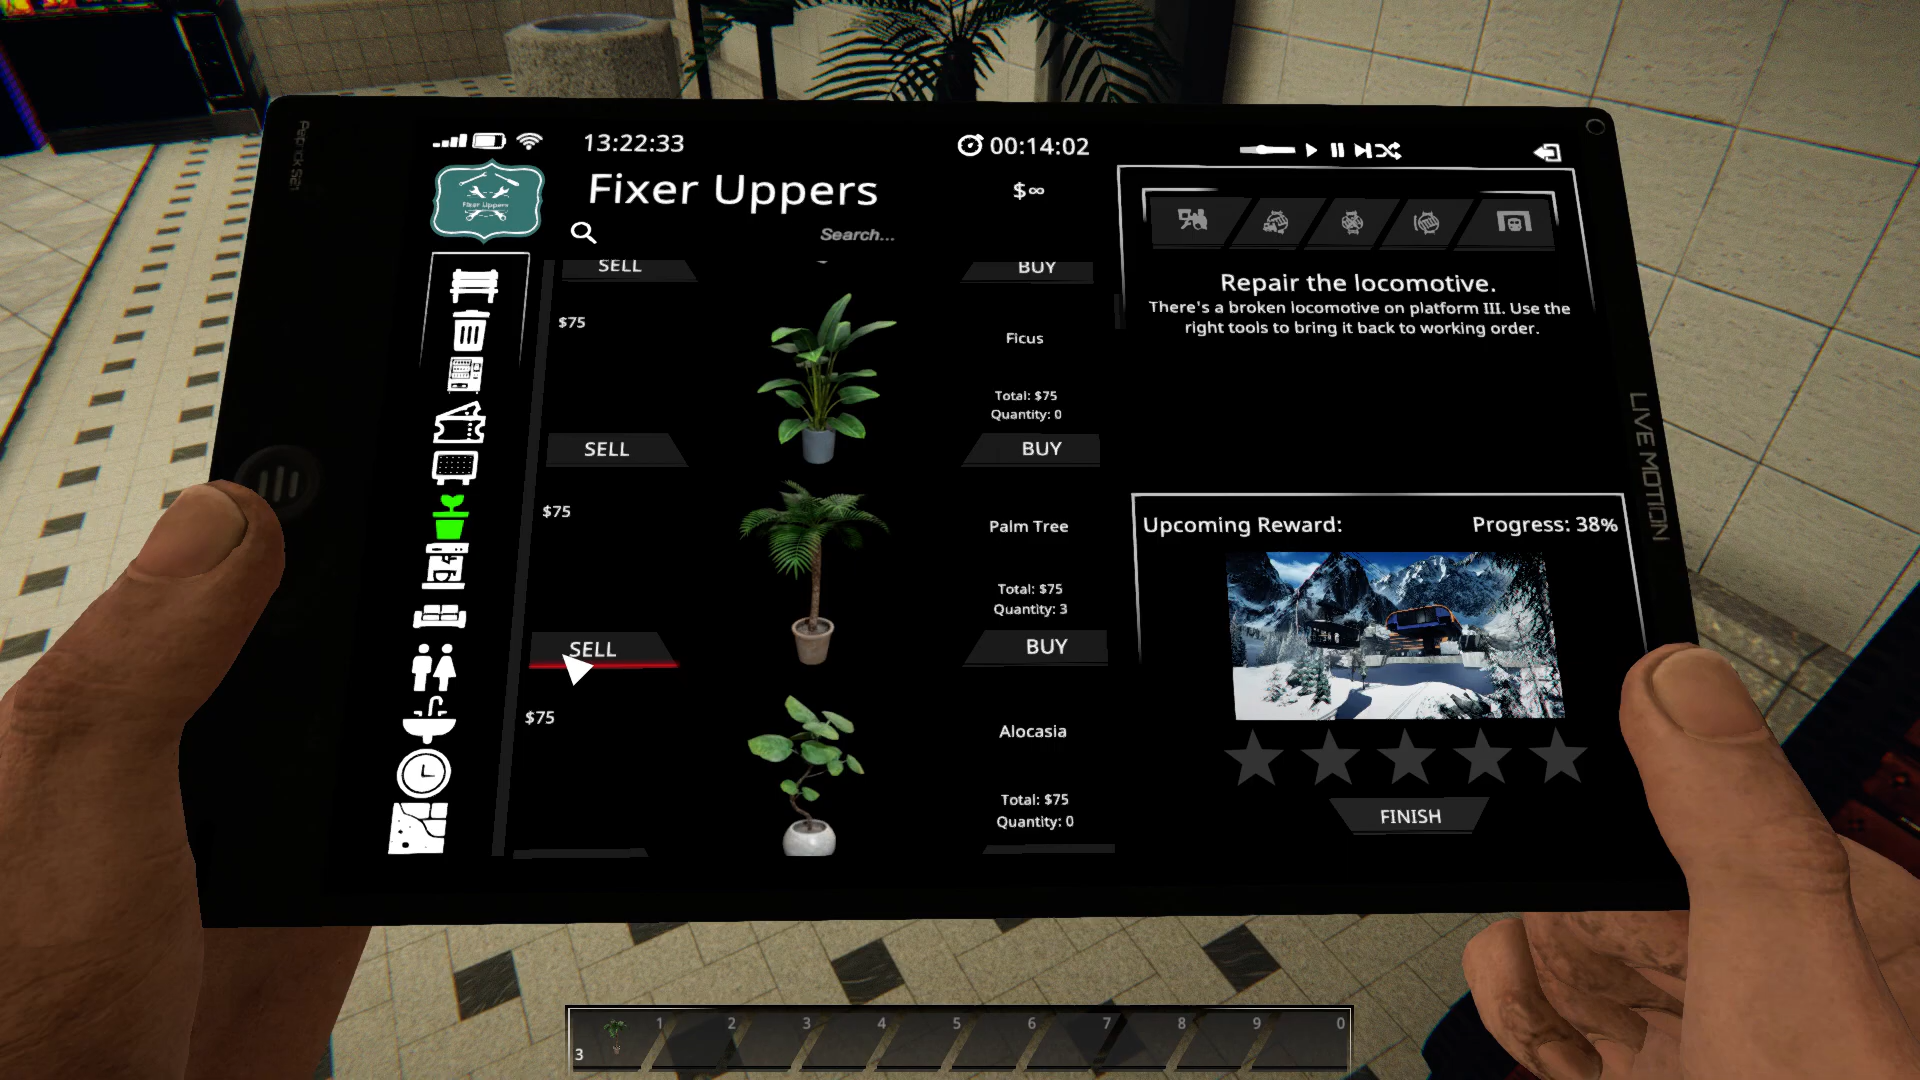 13:22:33
00:14:02
Fixer Uppers
$∞
Fixer Uppers
Search...
SELL
BUY
$75
Ficus
Total: $75
Quantity: 0
SELL
BUY
$75
Palm Tree
Total: $75
Quantity: 3
SELL
BUY
$75
Alocasia
Total: $75
Quantity: 0
Repair the locomotive.
There's a broken locomotive on platform III. Use the
right tools to bring it back to working order.
Upcoming Reward:
Progress: 38%
FINISH
LIVE MOTION
3
1
2
3
4
5
6
7
8
9
0